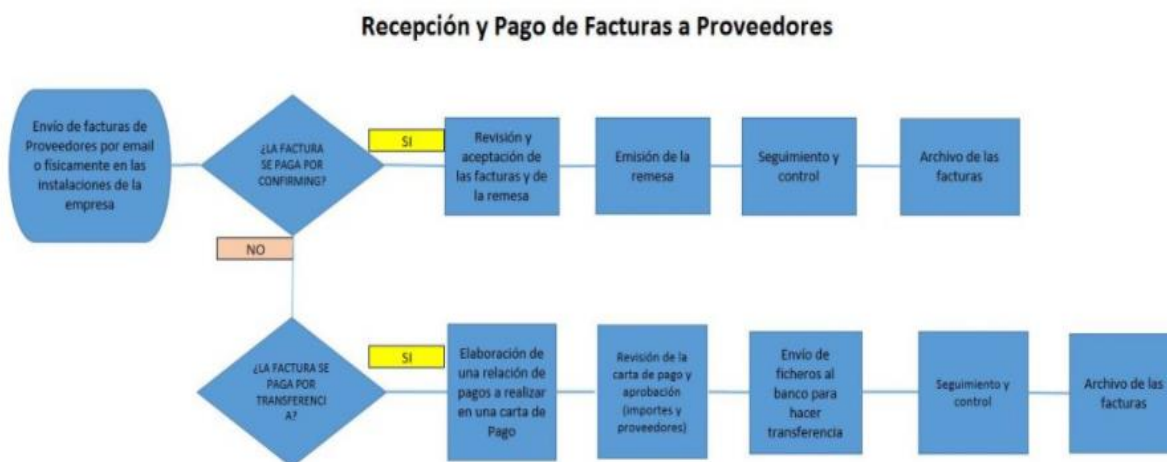 Recepción y Pago de Facturas a Proveedores
Envío de facturas de
Proveedores por email
o físicamente en las
instalaciones de la
empresa
¿LA FACTURA
SE PAGA POR
CONFIRMING?
SI
Revisión y
aceptación de
las facturas y de
la remesa
Emisión de la
remesa
Seguimiento y
control
Archivo de las
facturas
NO
¿LA FACTURA SE
PAGA POR
TRANSFERENCI
A?
SI
Elaboración de
una relación de
pagos a realizar
en una carta de
Pago
Revisión de la
carta de pago y
aprobación
(importes y
proveedores)
Envío de
ficheros al
banco para
hacer
transferencia
Seguimiento y
control
Archivo de las
facturas